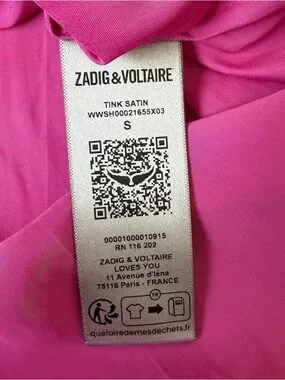 ZADIG & VOLTAIRE
TINK SATIN
WWSH00021655X03
S
00001000010915
RN 116 202
ZADIG & VOLTAIRE
LOVES YOU
11 Avenue d'Iéna
75116 Paris - FRANCE
FR
quefairedemesdechets.fr